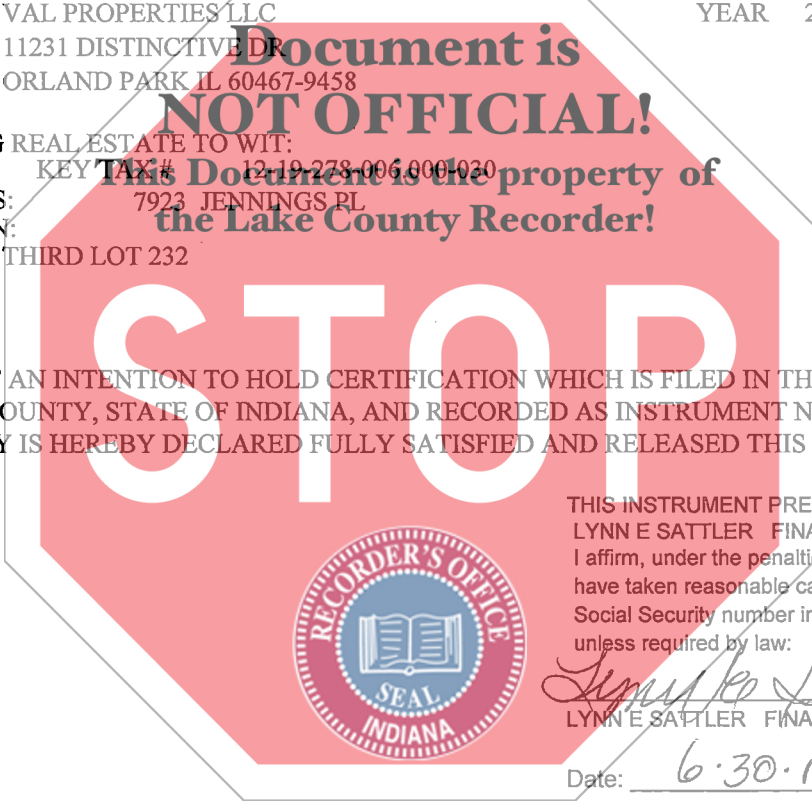 VAL PROPERTIES LLC YEAR 2
11231 DISTINCTIVE DR
ORLAND PARK IL 60467-9458
Document is
NOT OFFICIAL!
This Document is the property of
the Lake County Recorder!
REAL ESTATE TO WIT:
KEY TAX # 12-19-278-006.000-030
S: 7923 JENNINGS PL
N:
THIRD LOT 232
STOP
AN INTENTION TO HOLD CERTIFICATION WHICH IS FILED IN TH
OUNTY, STATE OF INDIANA, AND RECORDED AS INSTRUMENT N
Y IS HEREBY DECLARED FULLY SATISFIED AND RELEASED THIS
THIS INSTRUMENT PRE
LYNN E SATTLER FINA
I affirm, under the penalti
have taken reasonable ca
Social Security number in
unless required by law:
LYNN E SATTLER FINA
Date: 6·30·1
RECORDER'S OFFICE
SEAL
INDIANA